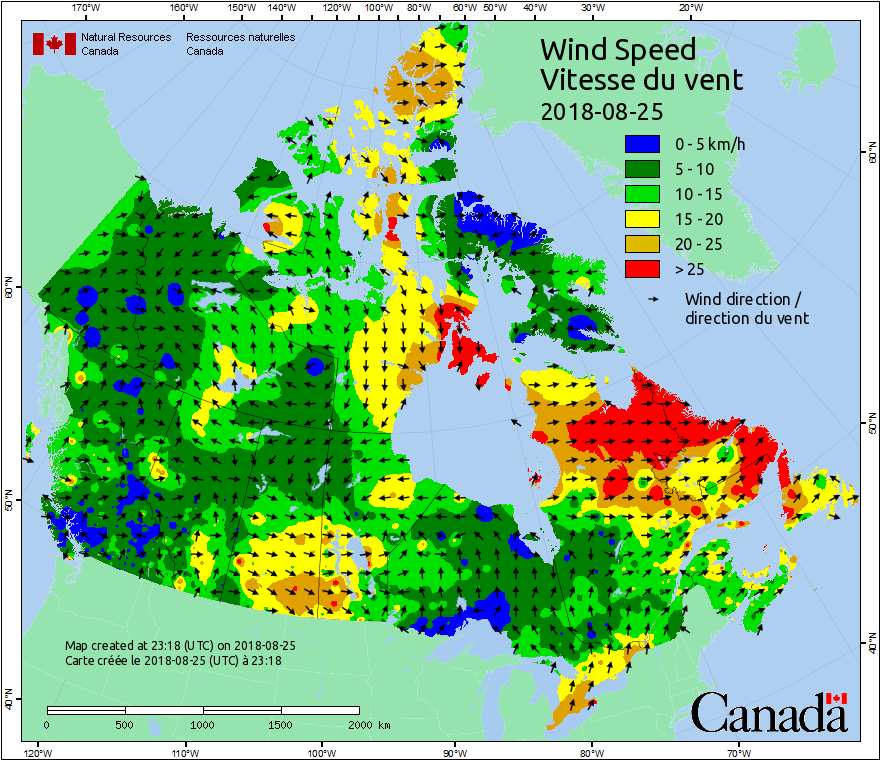 170°W 160°W 150°W 140°W 120°W 100°W 80°W 60°W 50°W 40°W 30°W 20°W
Natural Resources Canada
Ressources naturelles Canada
Wind Speed
Vitesse du vent
2018-08-25
0 - 5 km/h
5 - 10
10 - 15
15 - 20
20 - 25
> 25
Wind direction /
direction du vent
60°N
60°N
50°N
50°N
40°N
40°N
Map created at 23:18 (UTC) on 2018-08-25
Carte créée le 2018-08-25 (UTC) à 23:18
0 500 1000 1500 2000 km
Canada
120°W 110°W 100°W 90°W 80°W 70°W